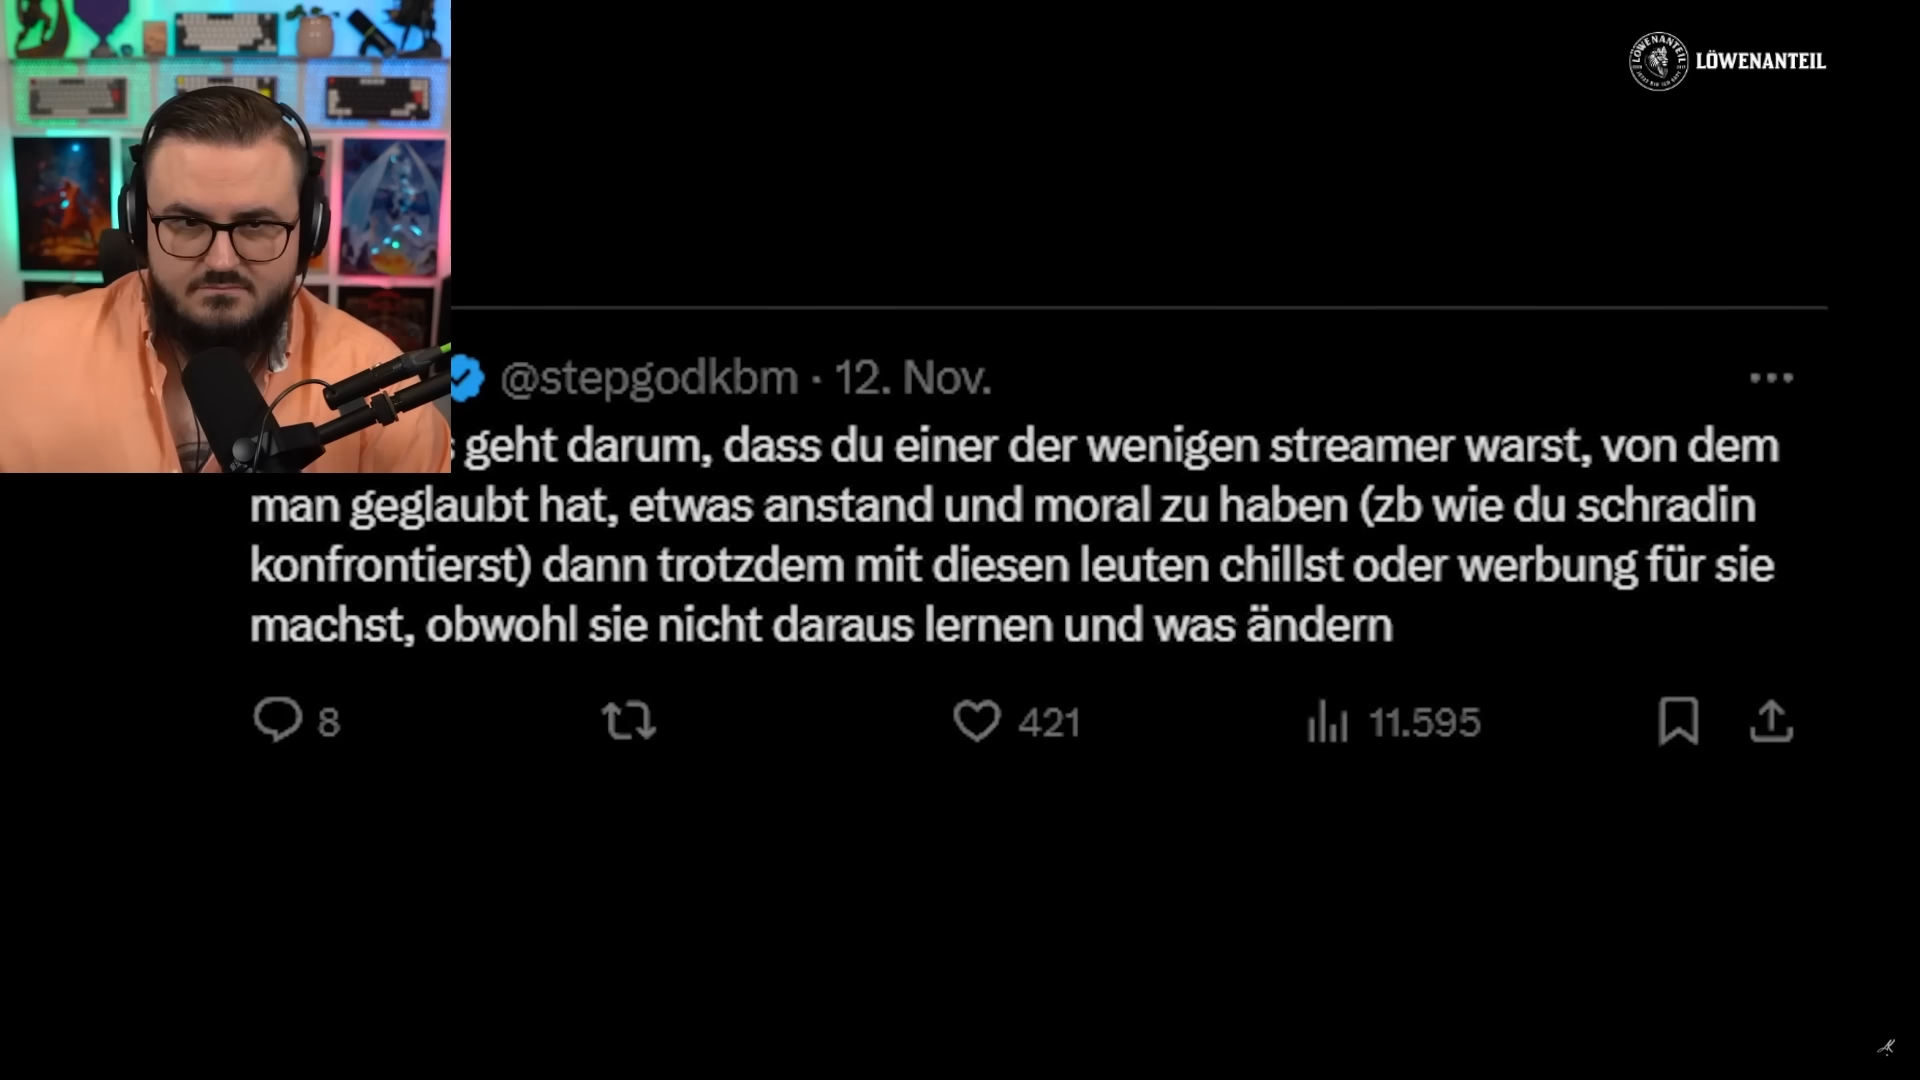 LÖWENANTEIL
LÖWENANTEIL
@stepgodkbm · 12. Nov.
geht darum, dass du einer der wenigen streamer warst, von dem
man geglaubt hat, etwas anstand und moral zu haben (zb wie du schradin
konfrontierst) dann trotzdem mit diesen leuten chillst oder werbung für sie
machst, obwohl sie nicht daraus lernen und was ändern
8
421
11.595